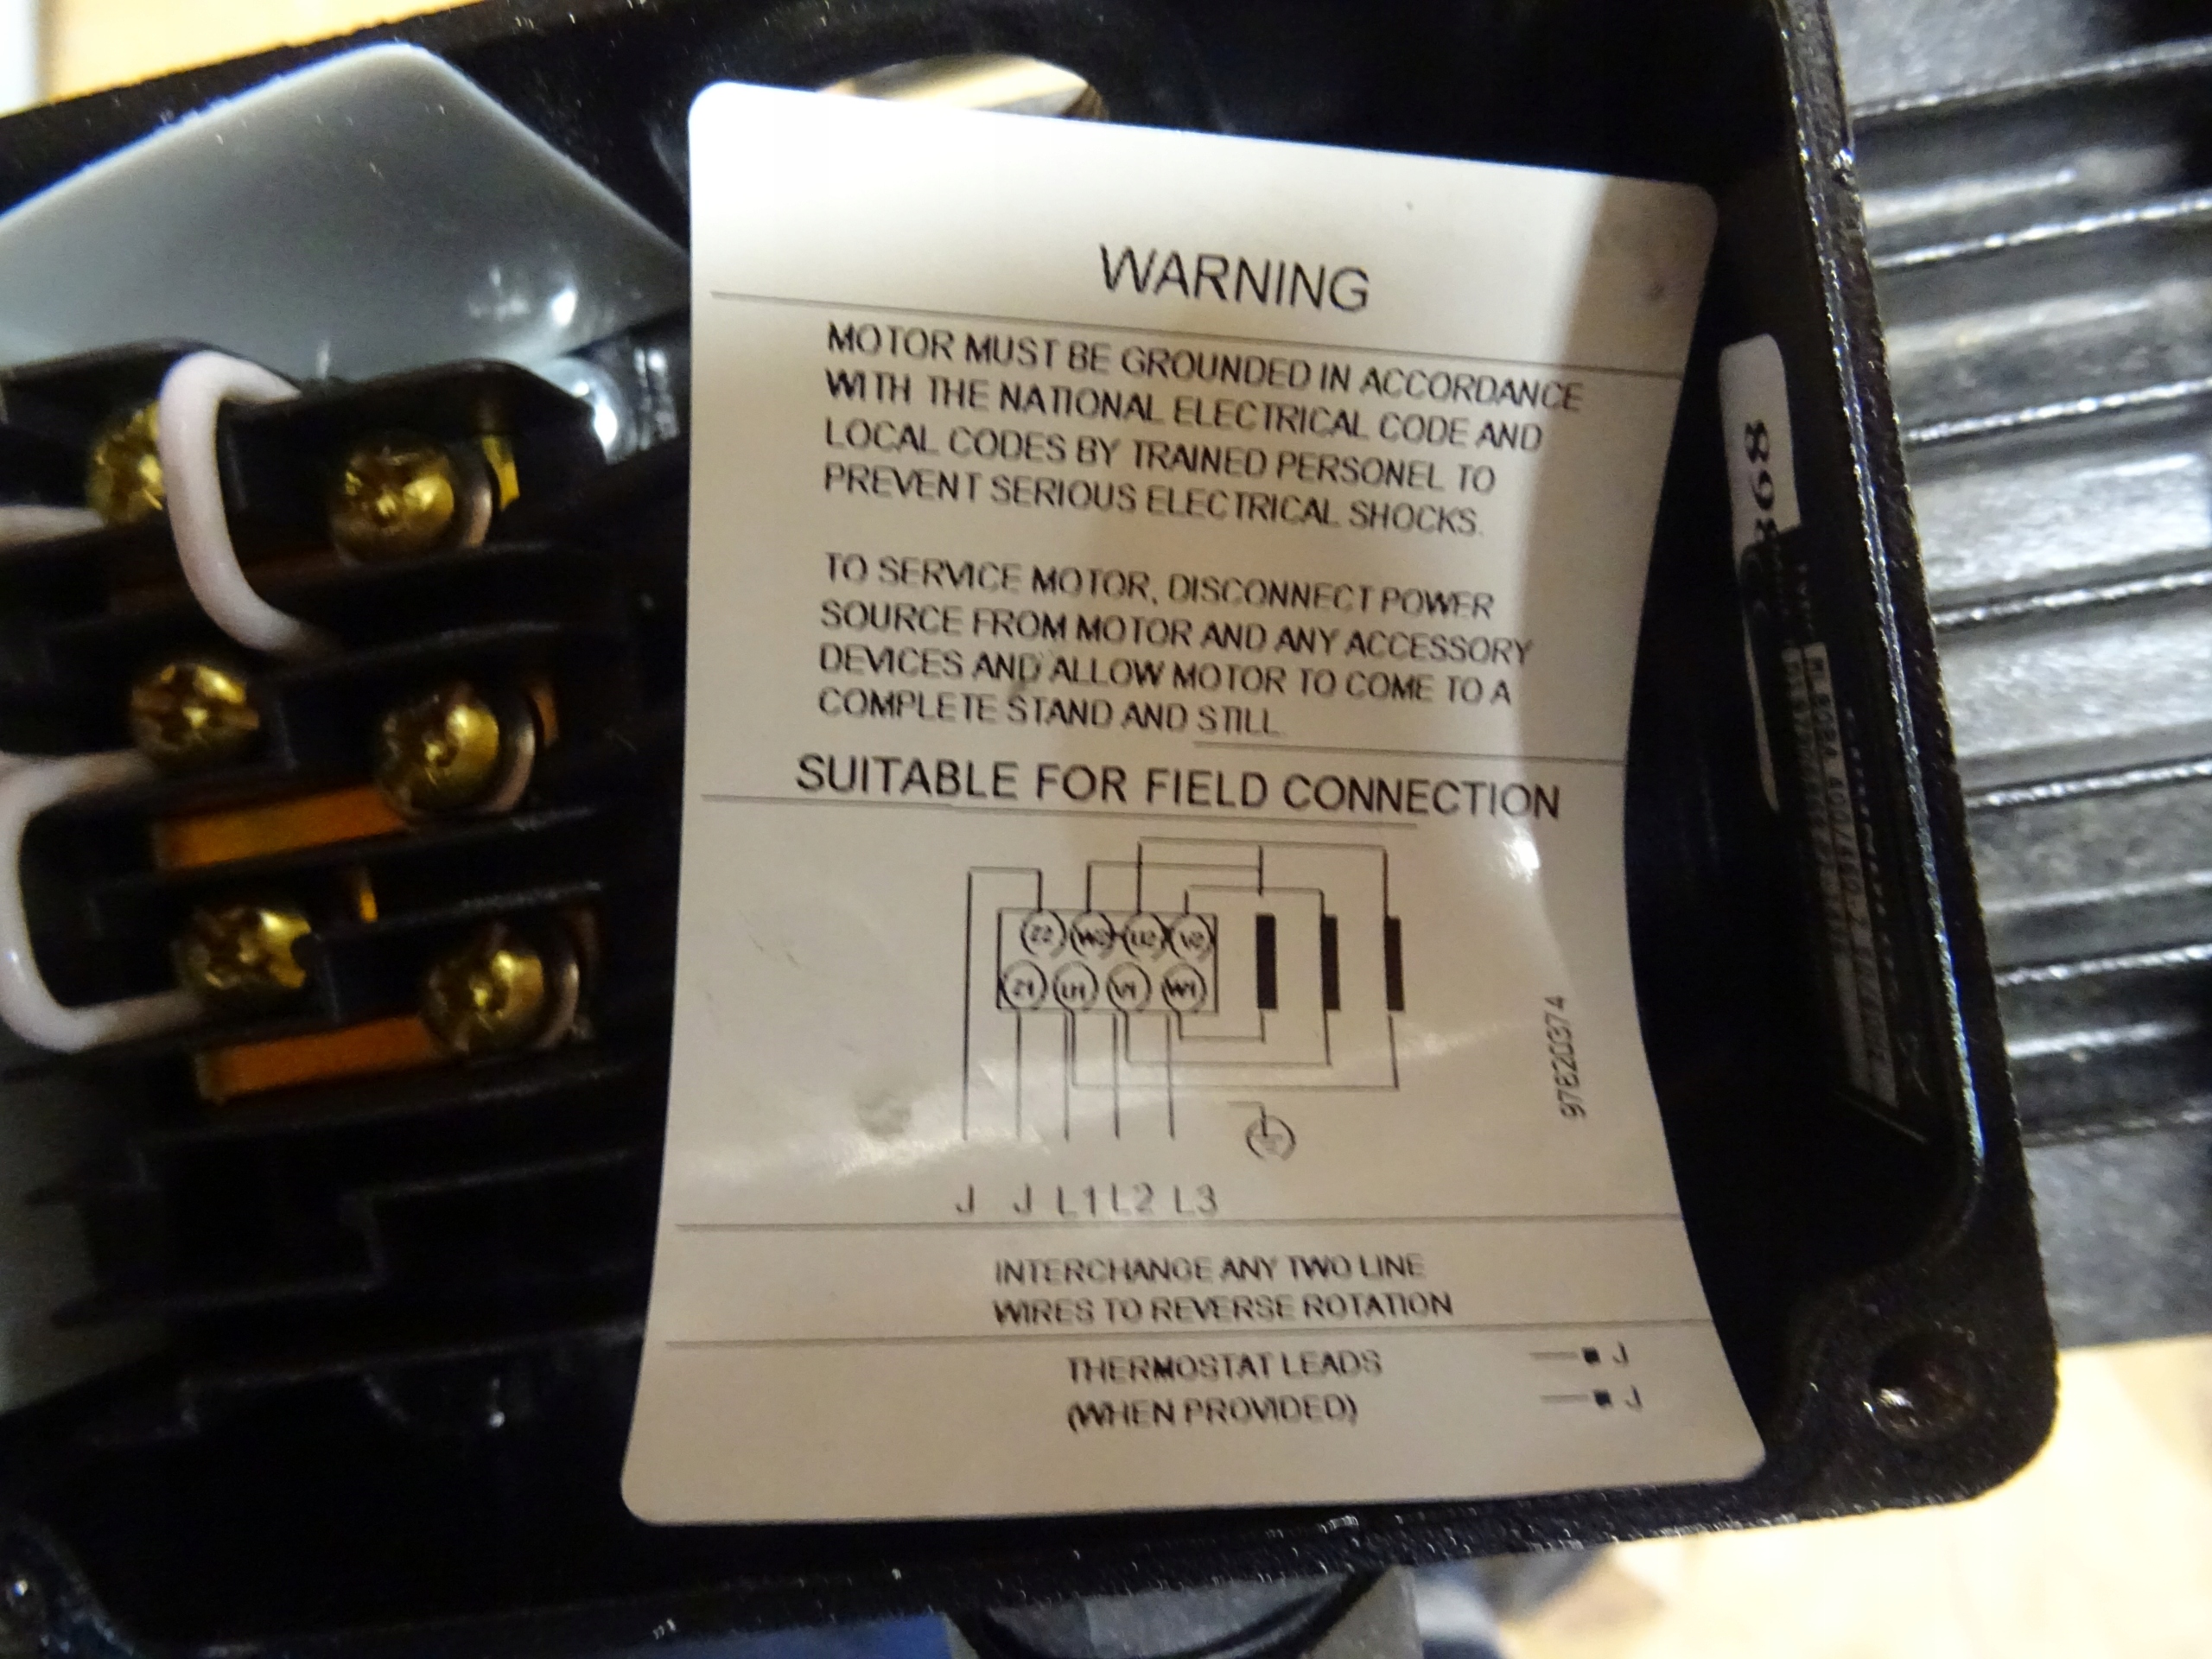 WARNING
MOTOR MUST BE GROUNDED IN ACCORDANCE
WITH THE NATIONAL ELECTRICAL CODE AND
LOCAL CODES BY TRAINED PERSONEL TO
PREVENT SERIOUS ELECTRICAL SHOCKS.
TO SERVICE MOTOR, DISCONNECT POWER
SOURCE FROM MOTOR AND ANY ACCESSORY
DEVICES AND ALLOW MOTOR TO COME TO A
COMPLETE STAND AND STILL
SUITABLE FOR FIELD CONNECTION
Z2 W2 U2 V2
Z1 U1 V1 W1
J J L1 L2 L3
97820374
INTERCHANGE ANY TWO LINE
WIRES TO REVERSE ROTATION
THERMOSTAT LEADS J
(WHEN PROVIDED) J